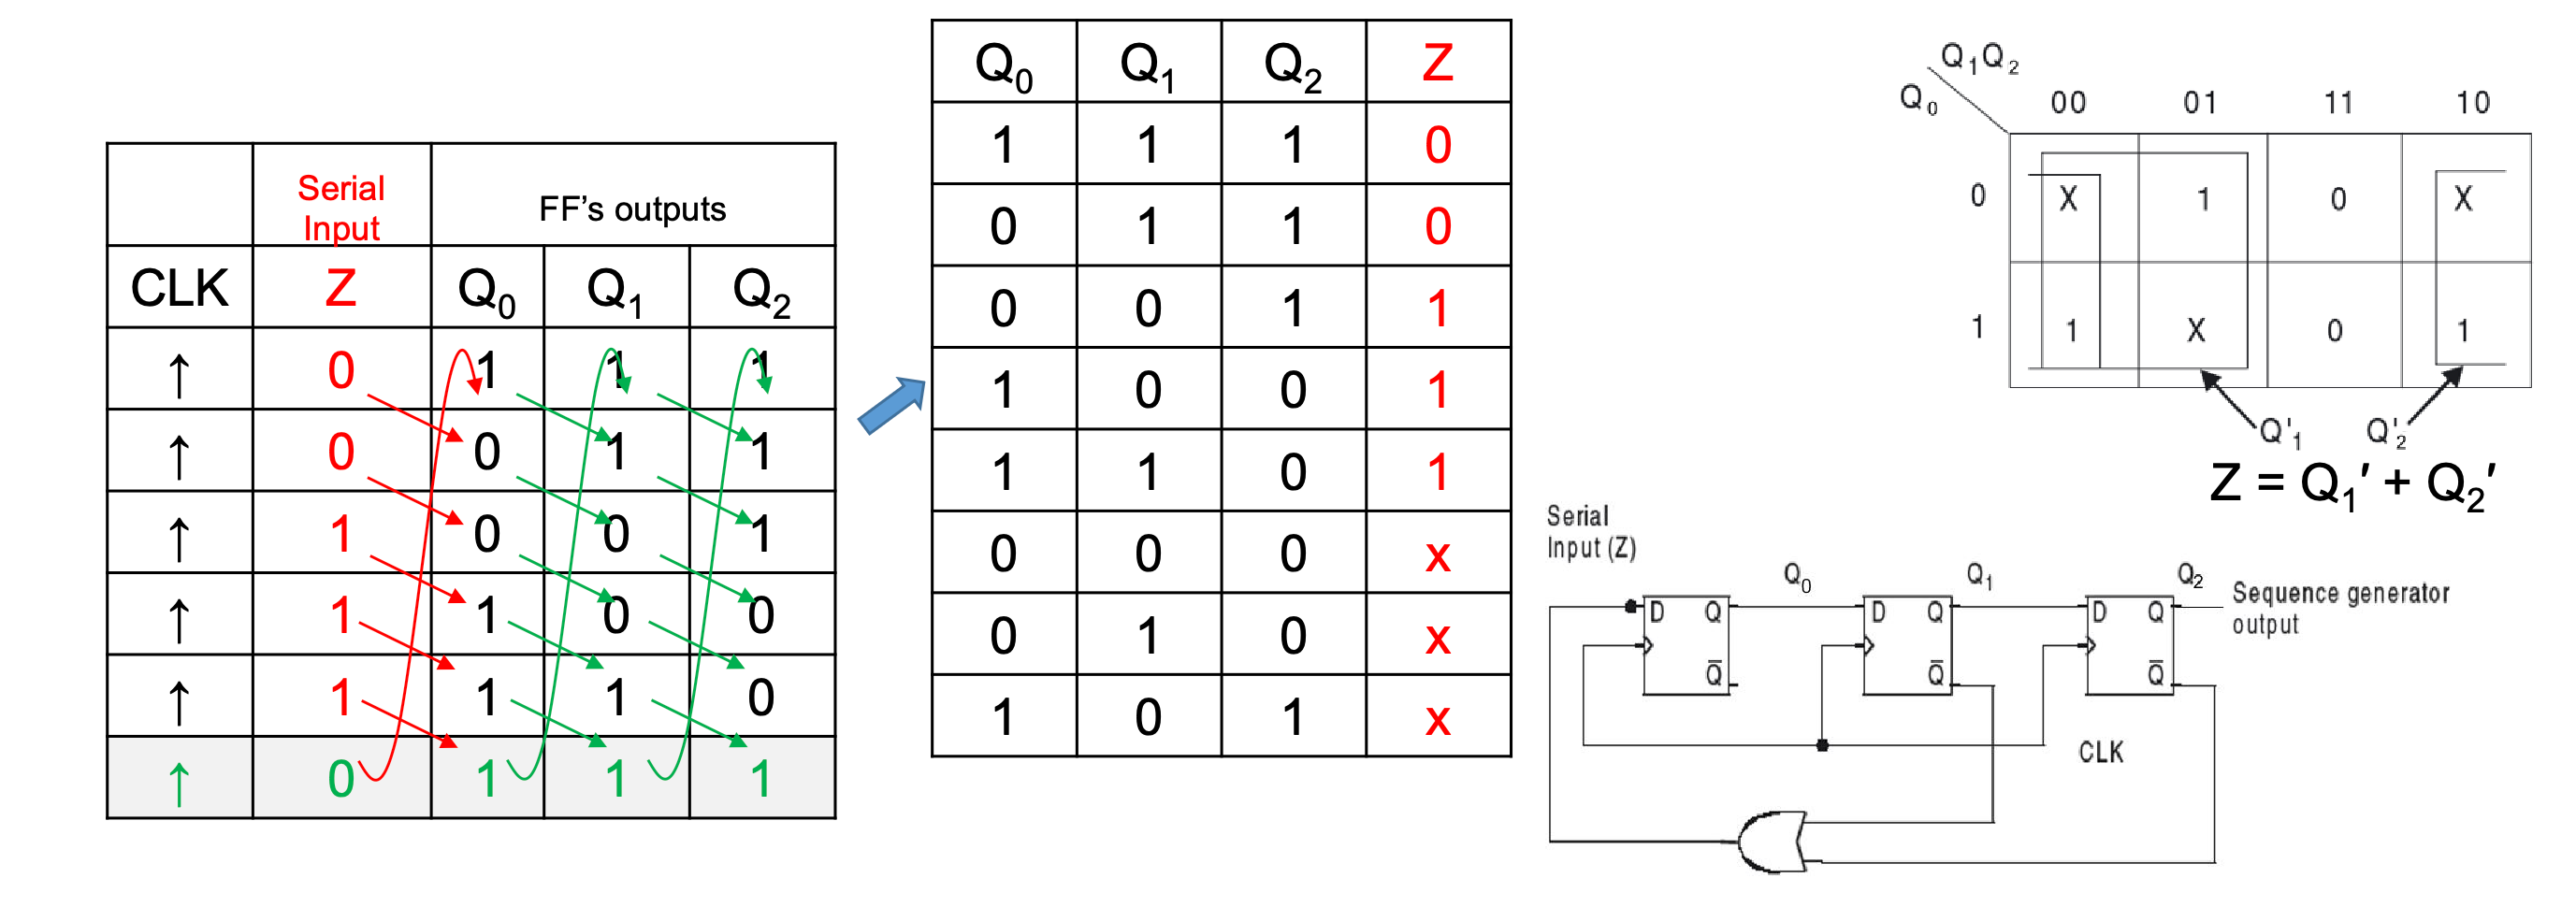 Serial
Input
FF’s outputs
CLK Z Q₀ Q₁ Q₂
↑ 0 1 1 1
↑ 0 0 1 1
↑ 1 0 0 1
↑ 1 1 0 0
↑ 1 1 1 0
↑ 0 1 1 1
Q₀ Q₁ Q₂ Z
1 1 1 0
0 1 1 0
0 0 1 1
1 0 0 1
1 1 0 1
0 0 0 x
0 1 0 x
1 0 1 x
Q₁Q₂
Q₀
00 01 11 10
0 X 1 0 X
1 1 X 0 1
Q'₁ Q'₂
Z = Q₁′ + Q₂′
Serial
Input (Z)
Q₀ Q₁ Q₂
D Q D Q D Q
Q̅ Q̅ Q̅
Sequence generator
output
CLK